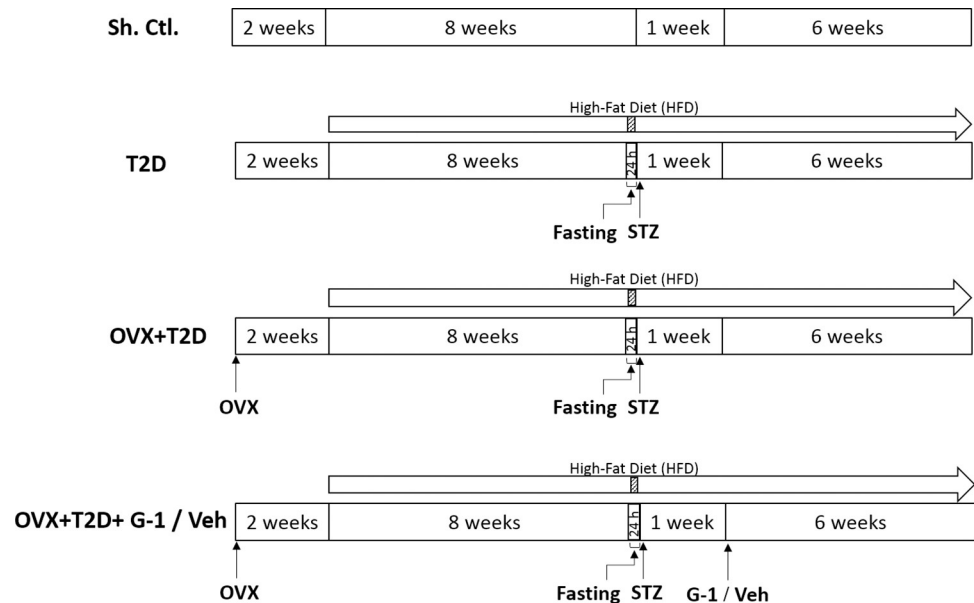 Sh. Ctl. 2 weeks 8 weeks 1 week 6 weeks
High-Fat Diet (HFD)
T2D 2 weeks 8 weeks 24 h 1 week 6 weeks
Fasting STZ
High-Fat Diet (HFD)
OVX+T2D 2 weeks 8 weeks 24 h 1 week 6 weeks
OVX Fasting STZ
High-Fat Diet (HFD)
OVX+T2D+ G-1 / Veh 2 weeks 8 weeks 24 h 1 week 6 weeks
OVX Fasting STZ G-1 / Veh